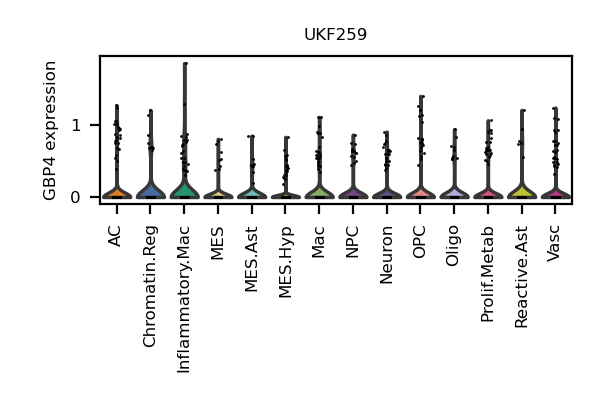 UKF259
GBP4 expression
1
0
AC
Chromatin.Reg
Inflammatory.Mac
MES
MES.Ast
MES.Hyp
Mac
NPC
Neuron
OPC
Oligo
Prolif.Metab
Reactive.Ast
Vasc